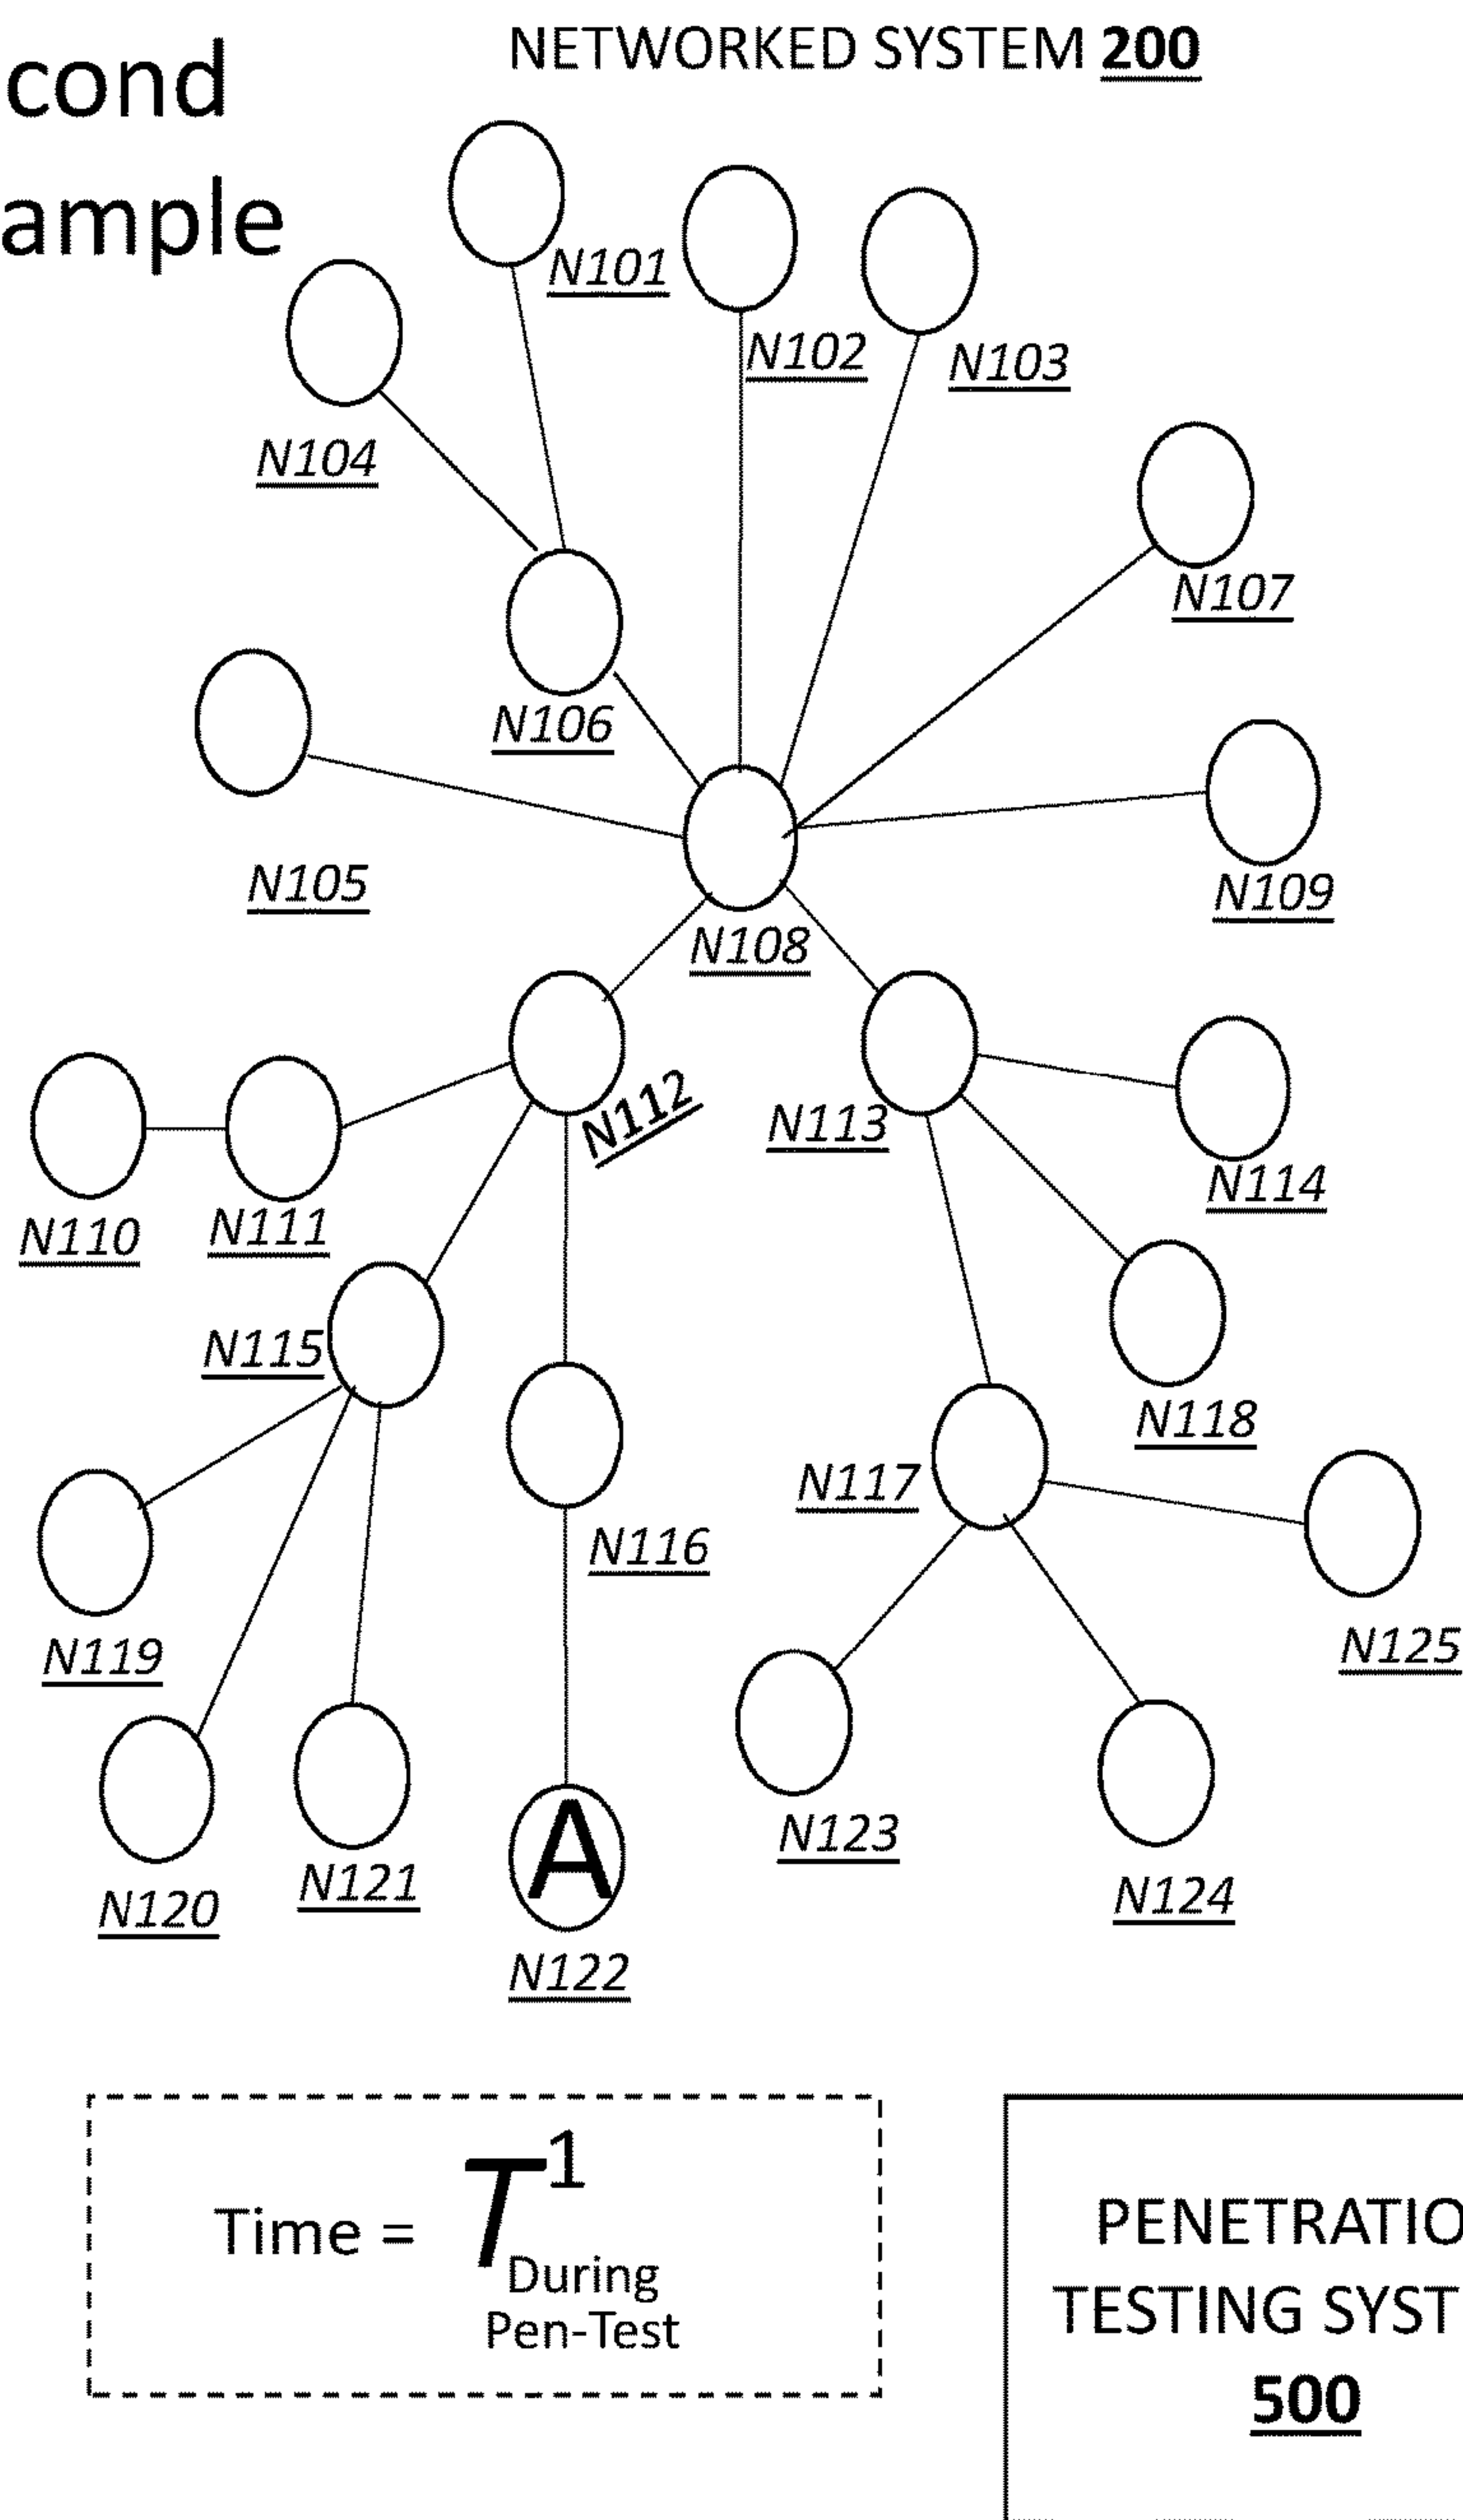 NETWORKED SYSTEM 200
cond
ample
N101
N102
N103
N104
N107
N106
N105
N109
N108
N112
N113
N114
N110
N111
N115
N118
N117
N116
N119
N125
N123
N121
N124
N120
A
N122
Time = T1
During
Pen-Test
PENETRATIO
TESTING SYST
500